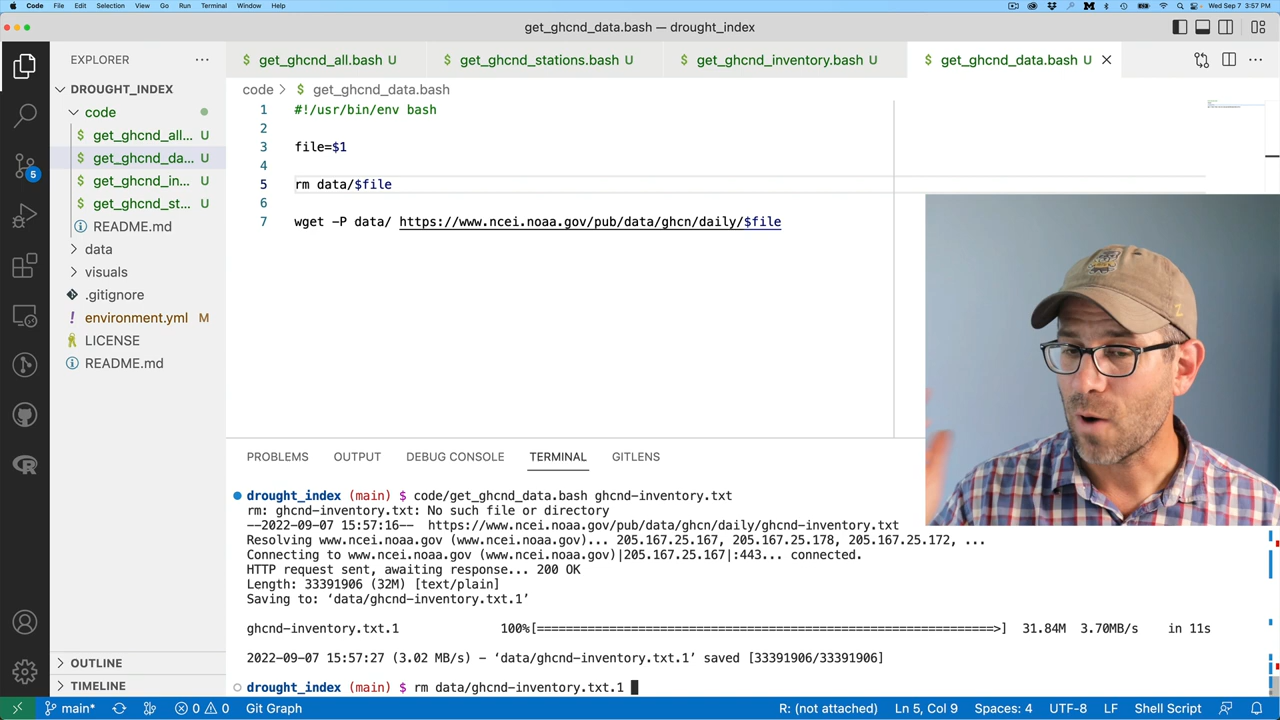 Code File Edit Selection View Go Run Terminal Window Help Wed Sep 7 3:57 PM
get_ghcnd_data.bash — drought_index
EXPLORER
get_ghcnd_all.bash U get_ghcnd_stations.bash U get_ghcnd_inventory.bash U get_ghcnd_data.bash U
DROUGHT_INDEX
code > get_ghcnd_data.bash
code
get_ghcnd_all... U
get_ghcnd_da... U
get_ghcnd_in... U
get_ghcnd_st... U
README.md
data
visuals
.gitignore
environment.yml M
LICENSE
README.md
5
OUTLINE
TIMELINE
1 #!/usr/bin/env bash
2
3 file=$1
4
5 rm data/$file
6
7 wget -P data/ https://www.ncei.noaa.gov/pub/data/ghcn/daily/$file
PROBLEMS OUTPUT DEBUG CONSOLE TERMINAL GITLENS
drought_index (main) $ code/get_ghcnd_data.bash ghcnd-inventory.txt
rm: ghcnd-inventory.txt: No such file or directory
--2022-09-07 15:57:16-- https://www.ncei.noaa.gov/pub/data/ghcn/daily/ghcnd-inventory.txt
Resolving www.ncei.noaa.gov (www.ncei.noaa.gov)... 205.167.25.167, 205.167.25.178, 205.167.25.172, ...
Connecting to www.ncei.noaa.gov (www.ncei.noaa.gov)|205.167.25.167|:443... connected.
HTTP request sent, awaiting response... 200 OK
Length: 33391906 (32M) [text/plain]
Saving to: ‘data/ghcnd-inventory.txt.1’
ghcnd-inventory.txt.1 100%[===============================================================>] 31.84M 3.70MB/s in 11s
2022-09-07 15:57:27 (3.02 MB/s) - ‘data/ghcnd-inventory.txt.1’ saved [33391906/33391906]
drought_index (main) $ rm data/ghcnd-inventory.txt.1
main* 0 0 Git Graph R: (not attached) Ln 5, Col 9 Spaces: 4 UTF-8 LF Shell Script